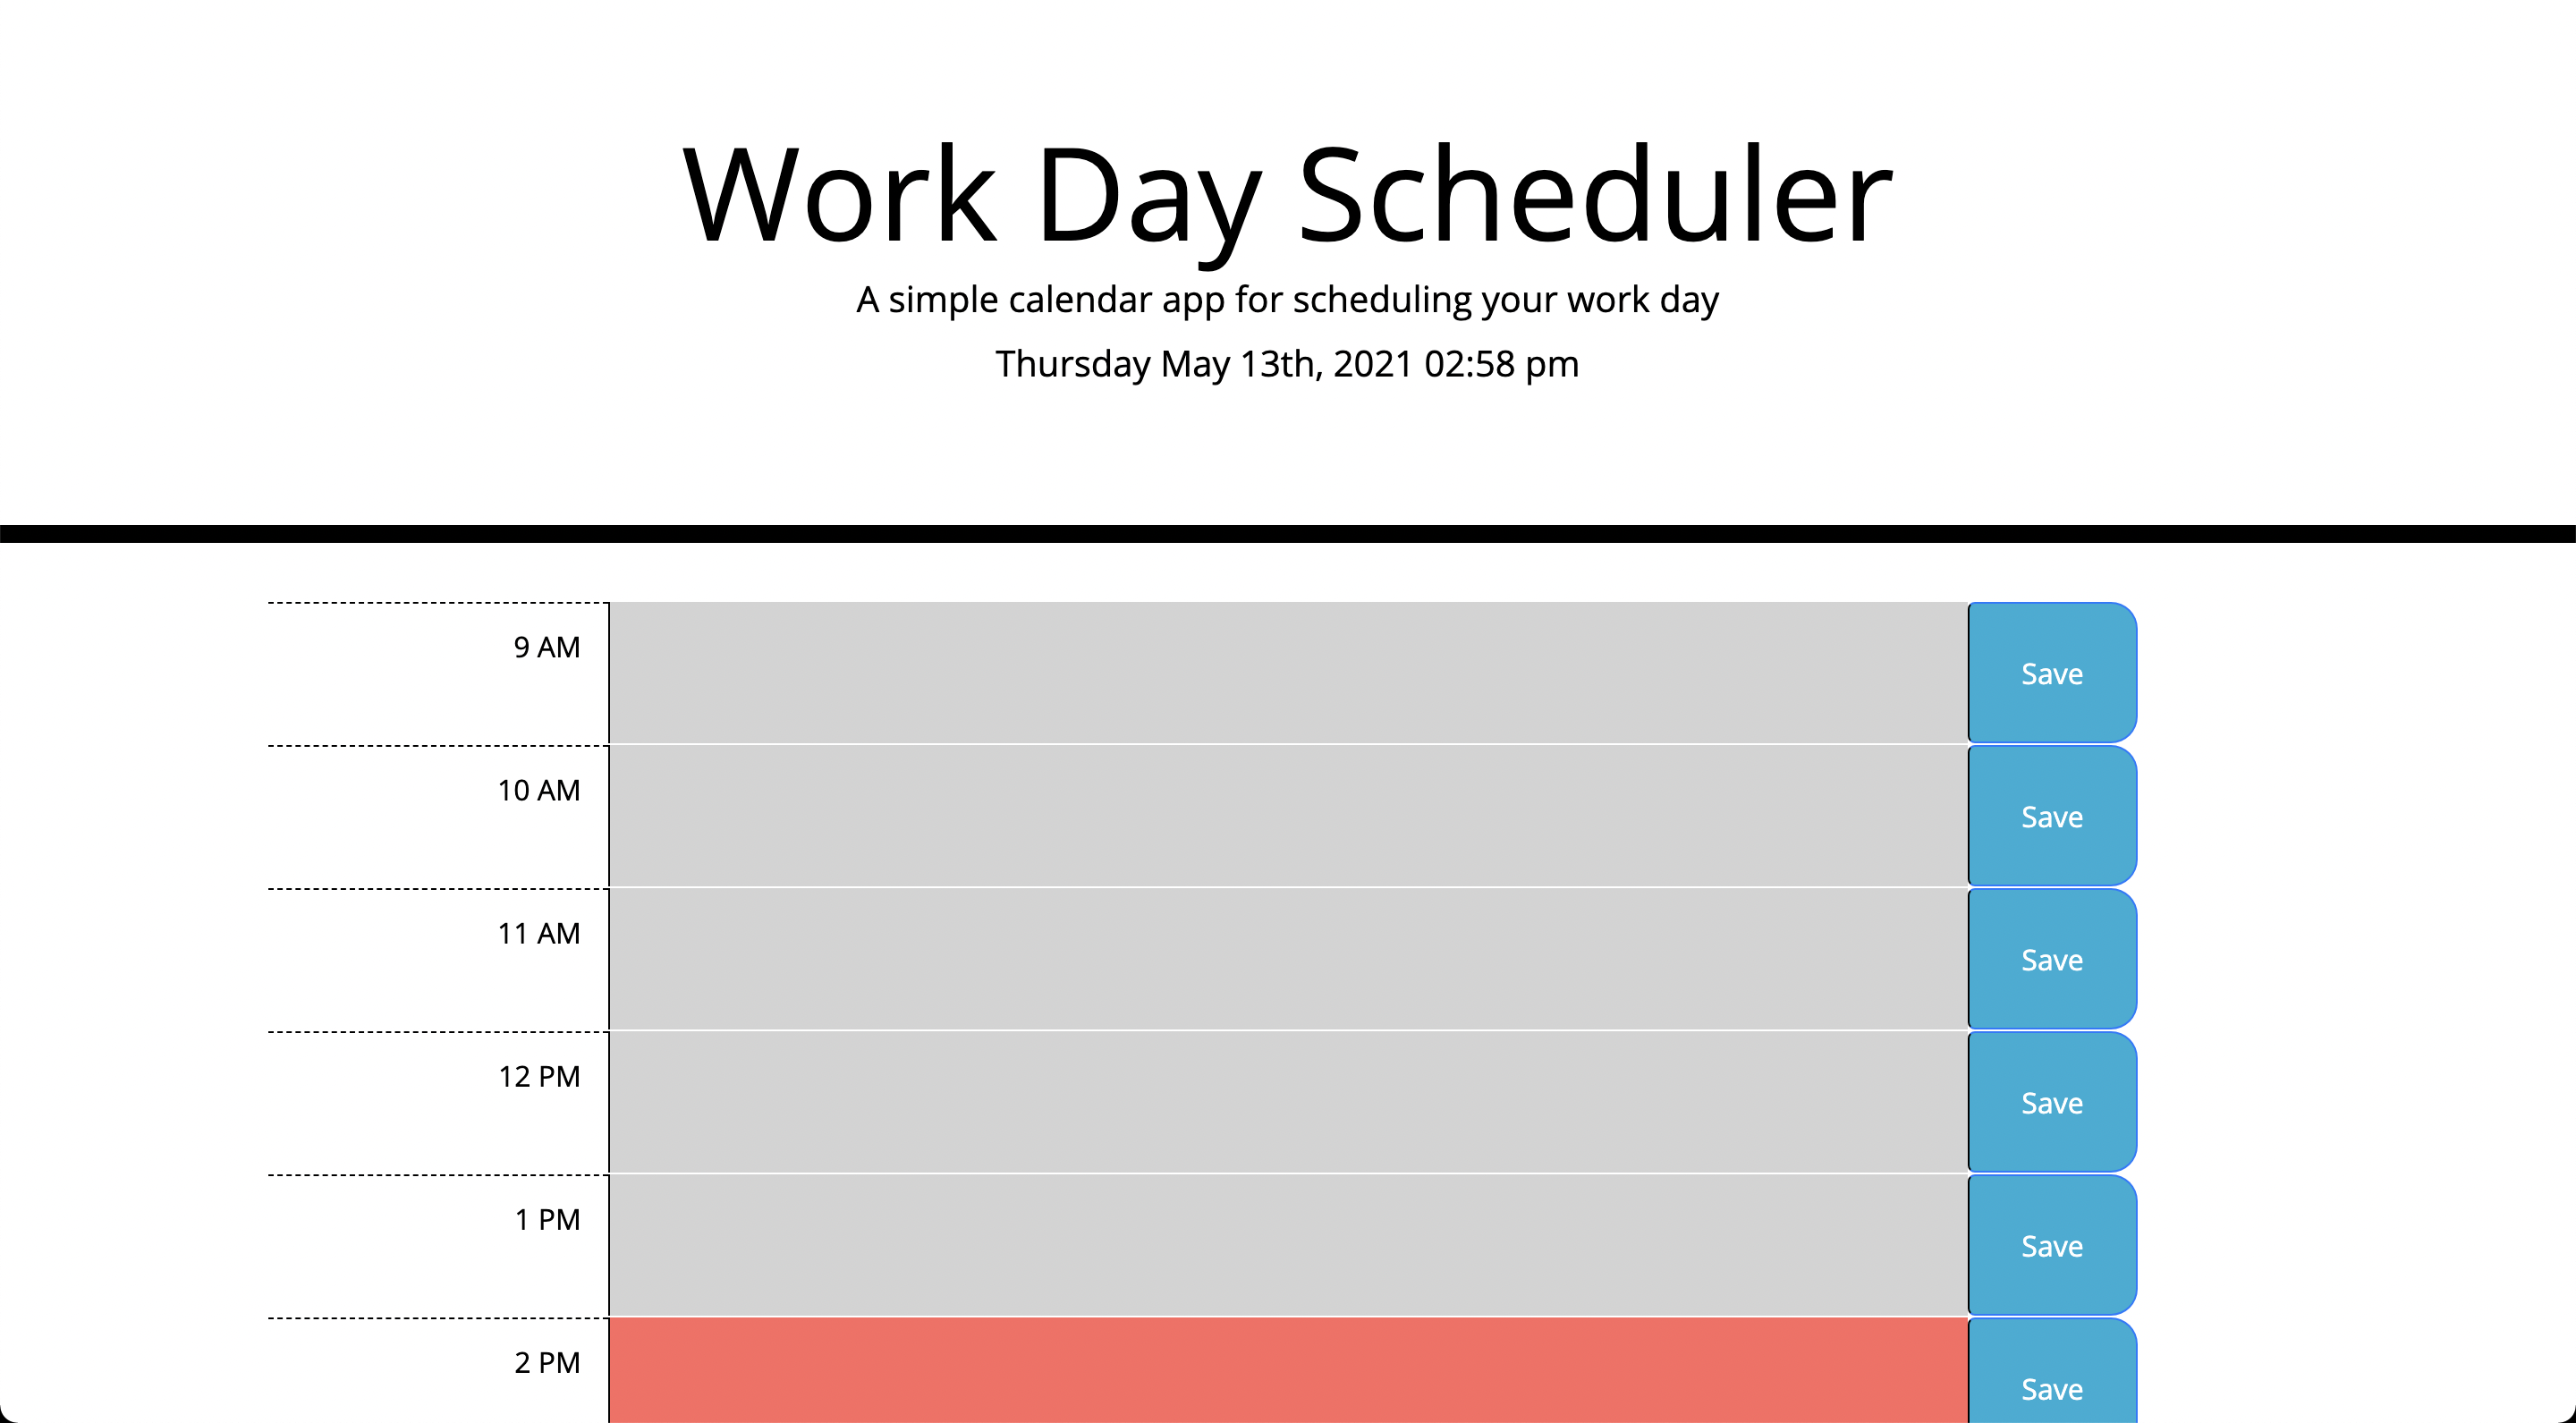 Work Day Scheduler
A simple calendar app for scheduling your work day
Thursday May 13th, 2021 02:58 pm
9 AM
Save
10 AM
Save
11 AM
Save
12 PM
Save
1 PM
Save
2 PM
Save